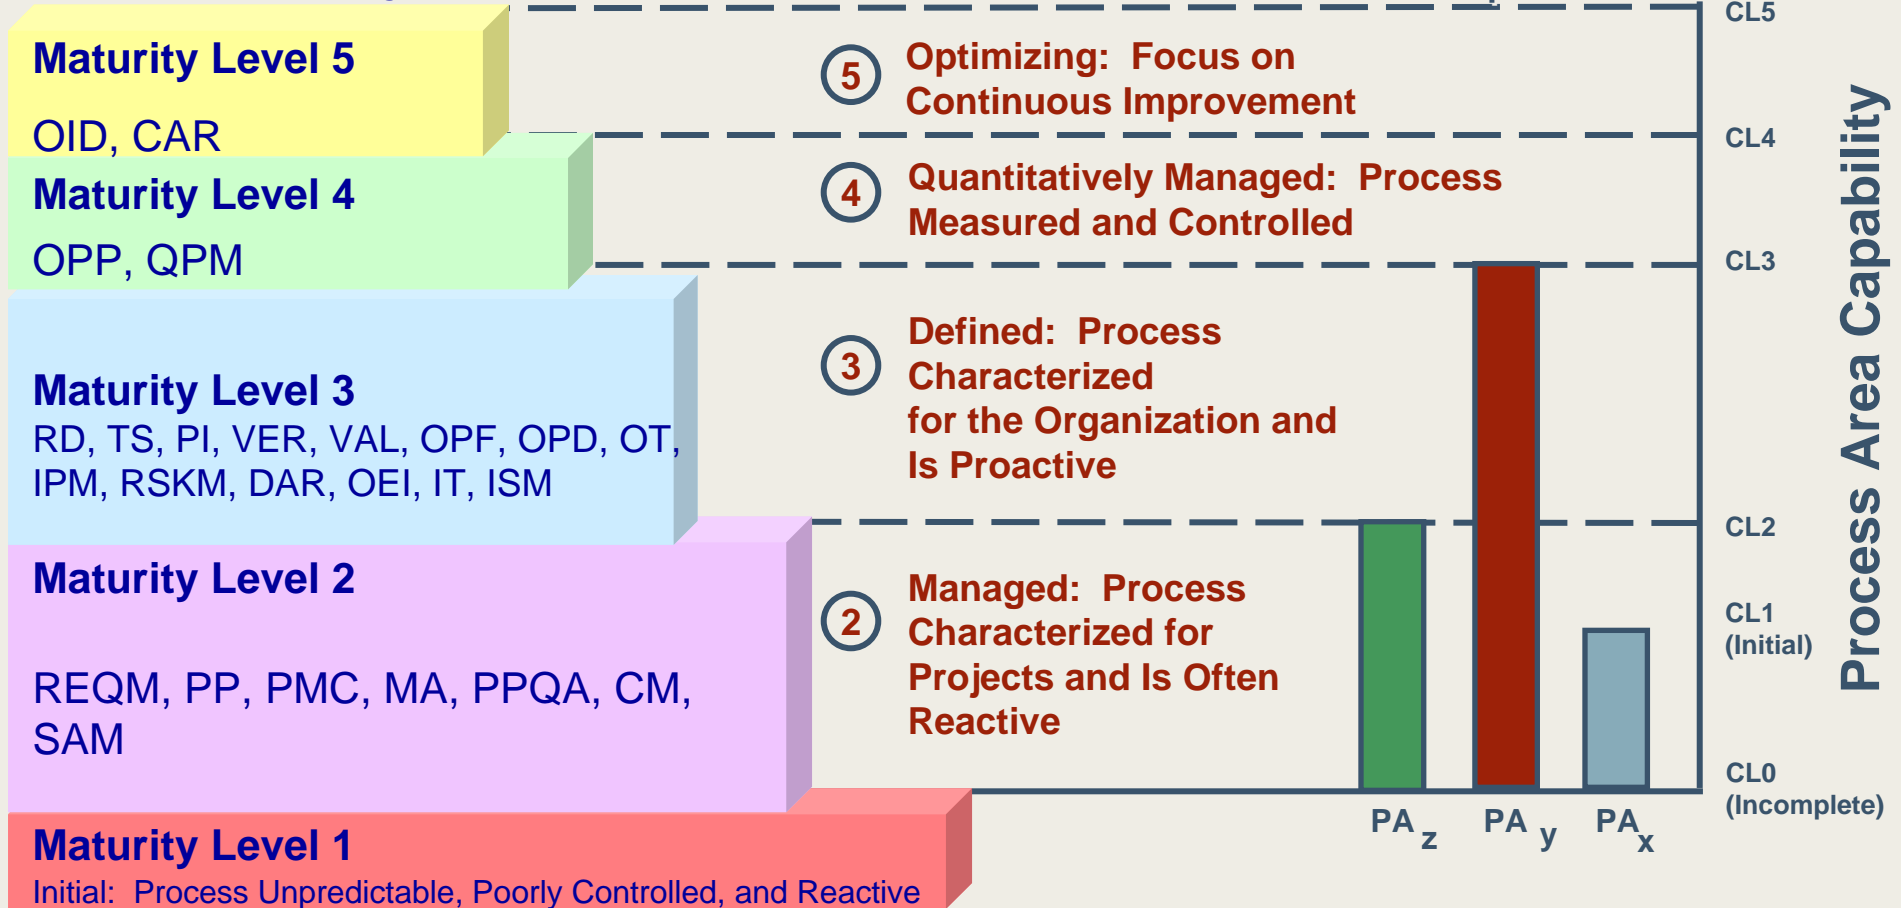 Maturity Level 5
OID, CAR
Maturity Level 4
OPP, QPM
Maturity Level 3
RD, TS, PI, VER, VAL, OPF, OPD, OT,
IPM, RSKM, DAR, OEI, IT, ISM
Maturity Level 2
REQM, PP, PMC, MA, PPQA, CM,
SAM
Maturity Level 1
Initial: Process Unpredictable, Poorly Controlled, and Reactive
5
Optimizing: Focus on
Continuous Improvement
4
Quantitatively Managed: Process
Measured and Controlled
3
Defined: Process
Characterized
for the Organization and
Is Proactive
2
Managed: Process
Characterized for
Projects and Is Often
Reactive
PA z
PA y
PA x
CL5
CL4
CL3
CL2
CL1
(Initial)
CL0
(Incomplete)
Process Area Capability